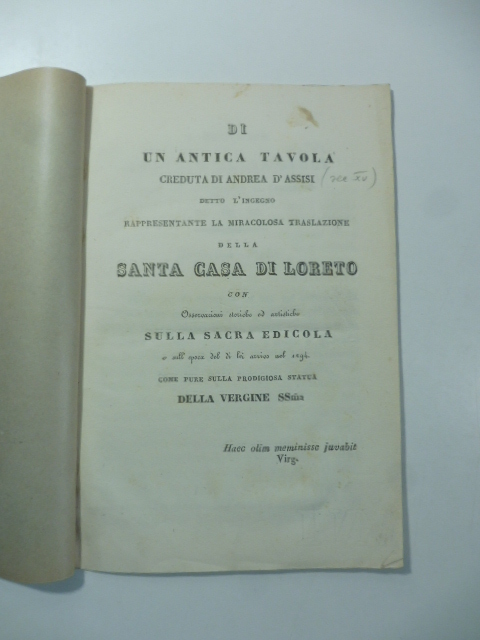 DI
UN ANTICA TAVOLA
CREDUTA DI ANDREA D'ASSISI (sec. XV)
DETTO L'INGEGNO
RAPPRESENTANTE LA MIRACOLOSA TRASLAZIONE
DELLA
SANTA CASA DI LORETO
CON
Osservazioni storiche ed artistiche
SULLA SACRA EDICOLA
e sull'epoca del di lei arrivo nel 1294.
COME PURE SULLA PRODIGIOSA STATUA
DELLA VERGINE SSma
Haec olim meminisse juvabit
Virg.